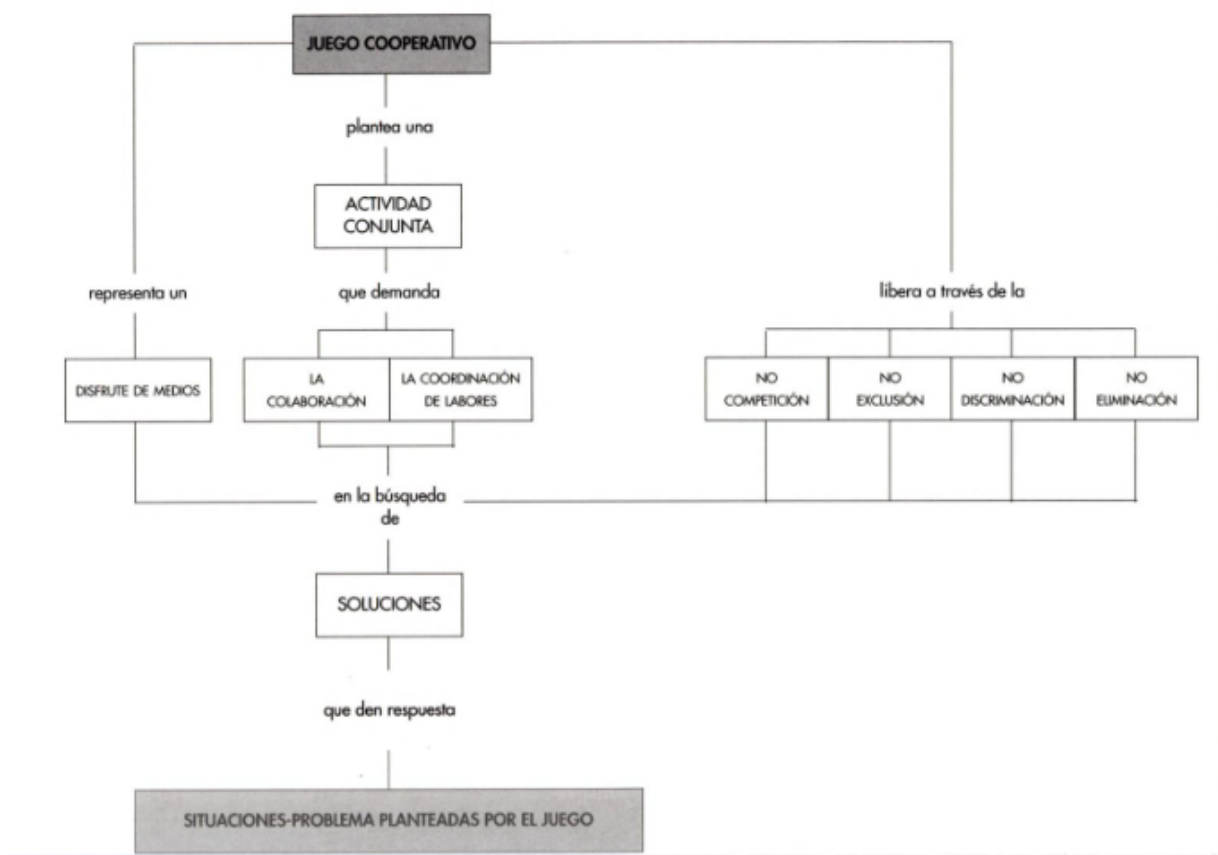 JUEGO COOPERATIVO
plantea una
ACTIVIDAD
CONJUNTA
representa un
que demanda
libera a través de la
DISFRUTE DE MEDIOS
LA
COLABORACIÓN
LA COORDINACIÓN
DE LABORES
NO
COMPETICIÓN
NO
EXCLUSIÓN
NO
DISCRIMINACIÓN
NO
ELIMINACIÓN
en la búsqueda
de
SOLUCIONES
que den respuesta
SITUACIONES-PROBLEMA PLANTEADAS POR EL JUEGO